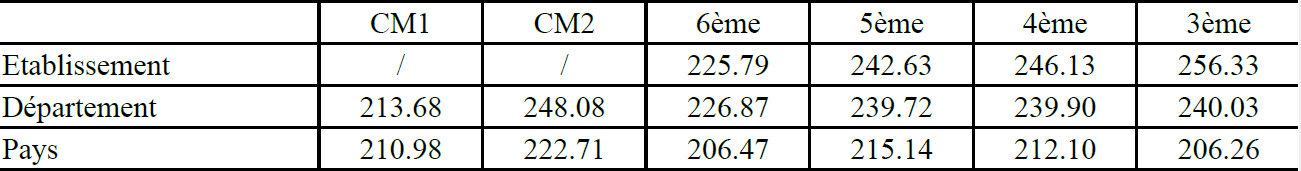 CM1 CM2 6ème 5ème 4ème 3ème
Etablissement / / 225.79 242.63 246.13 256.33
Département 213.68 248.08 226.87 239.72 239.90 240.03
Pays 210.98 222.71 206.47 215.14 212.10 206.26